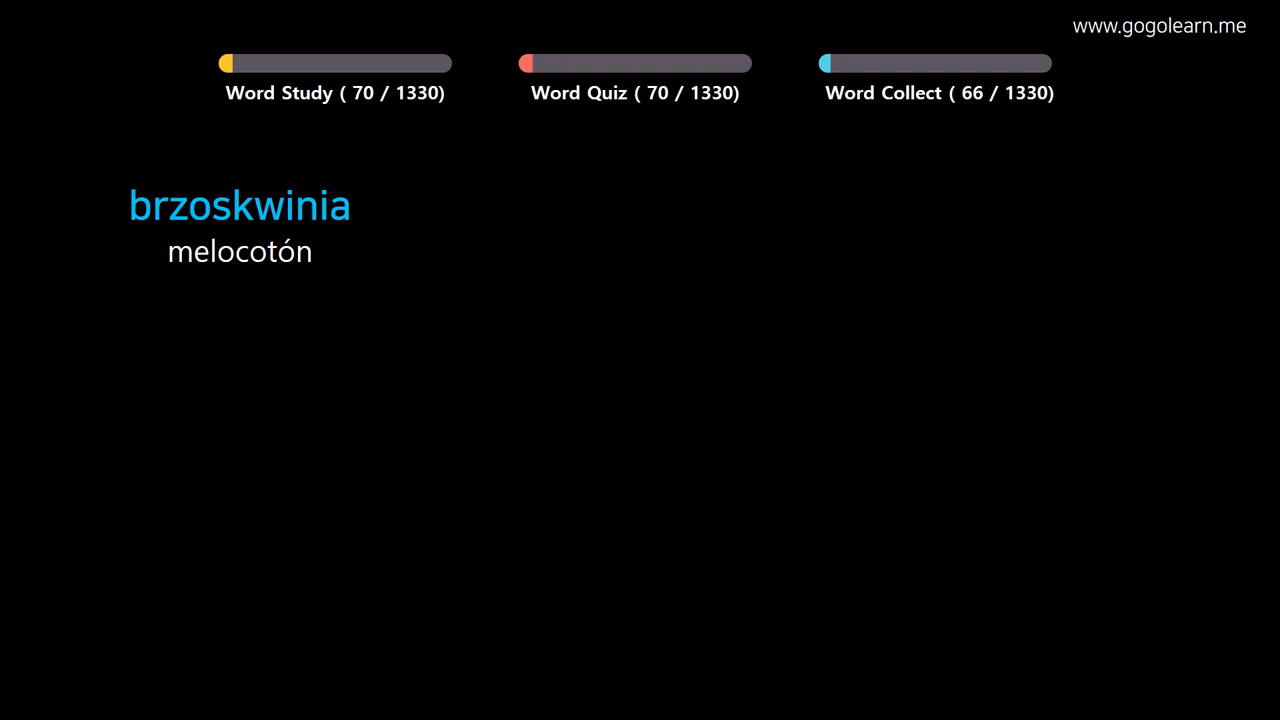 www.gogolearn.me
Word Study ( 70 / 1330)
Word Quiz ( 70 / 1330)
Word Collect ( 66 / 1330)
brzoskwinia
melocotón